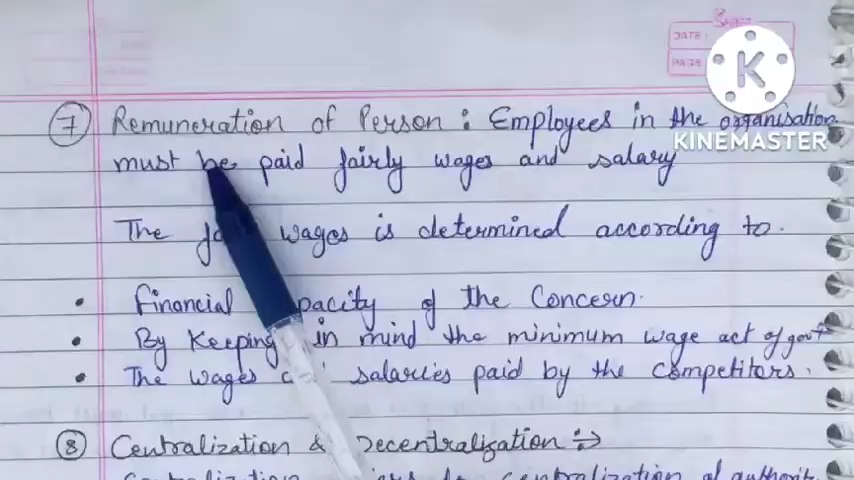 DATE:
PAGE
K
KINEMASTER
⑦ Remuneration of Person : Employees in the organisation
must be paid fairly wages and salary
The wages is determined according to.
• financial of the Concern.
• By Keeping in mind the minimum wage act of govt
• The wages salaries paid by the Competitors.
⑧ Centralization & Decentralization :->
centralization of